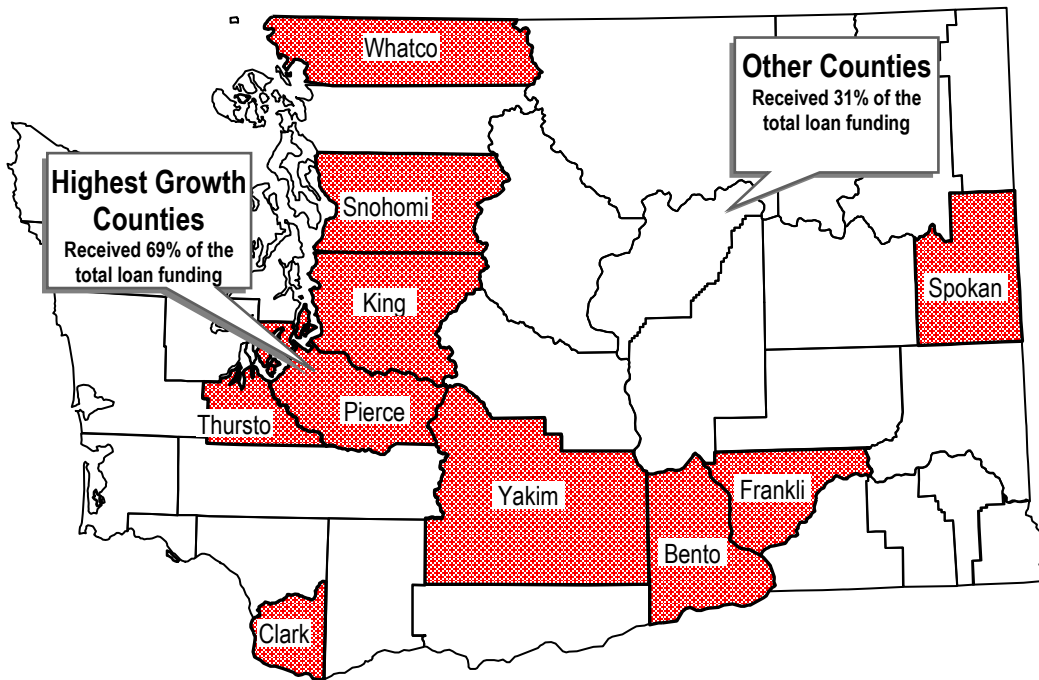 Whatco
Other Counties
Received 31% of the
total loan funding
Highest Growth
Counties
Received 69% of the
total loan funding
Snohomi
King
Spokan
Thursto
Pierce
Yakim
Frankli
Bento
Clark